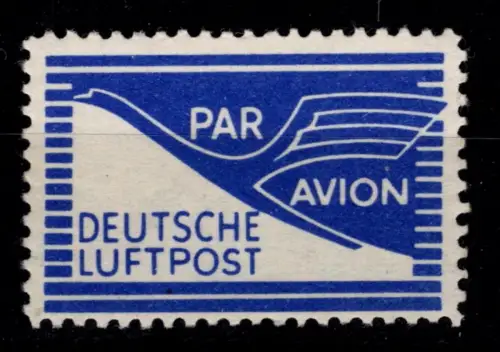 PAR
AVION
DEUTSCHE
LUFTPOST